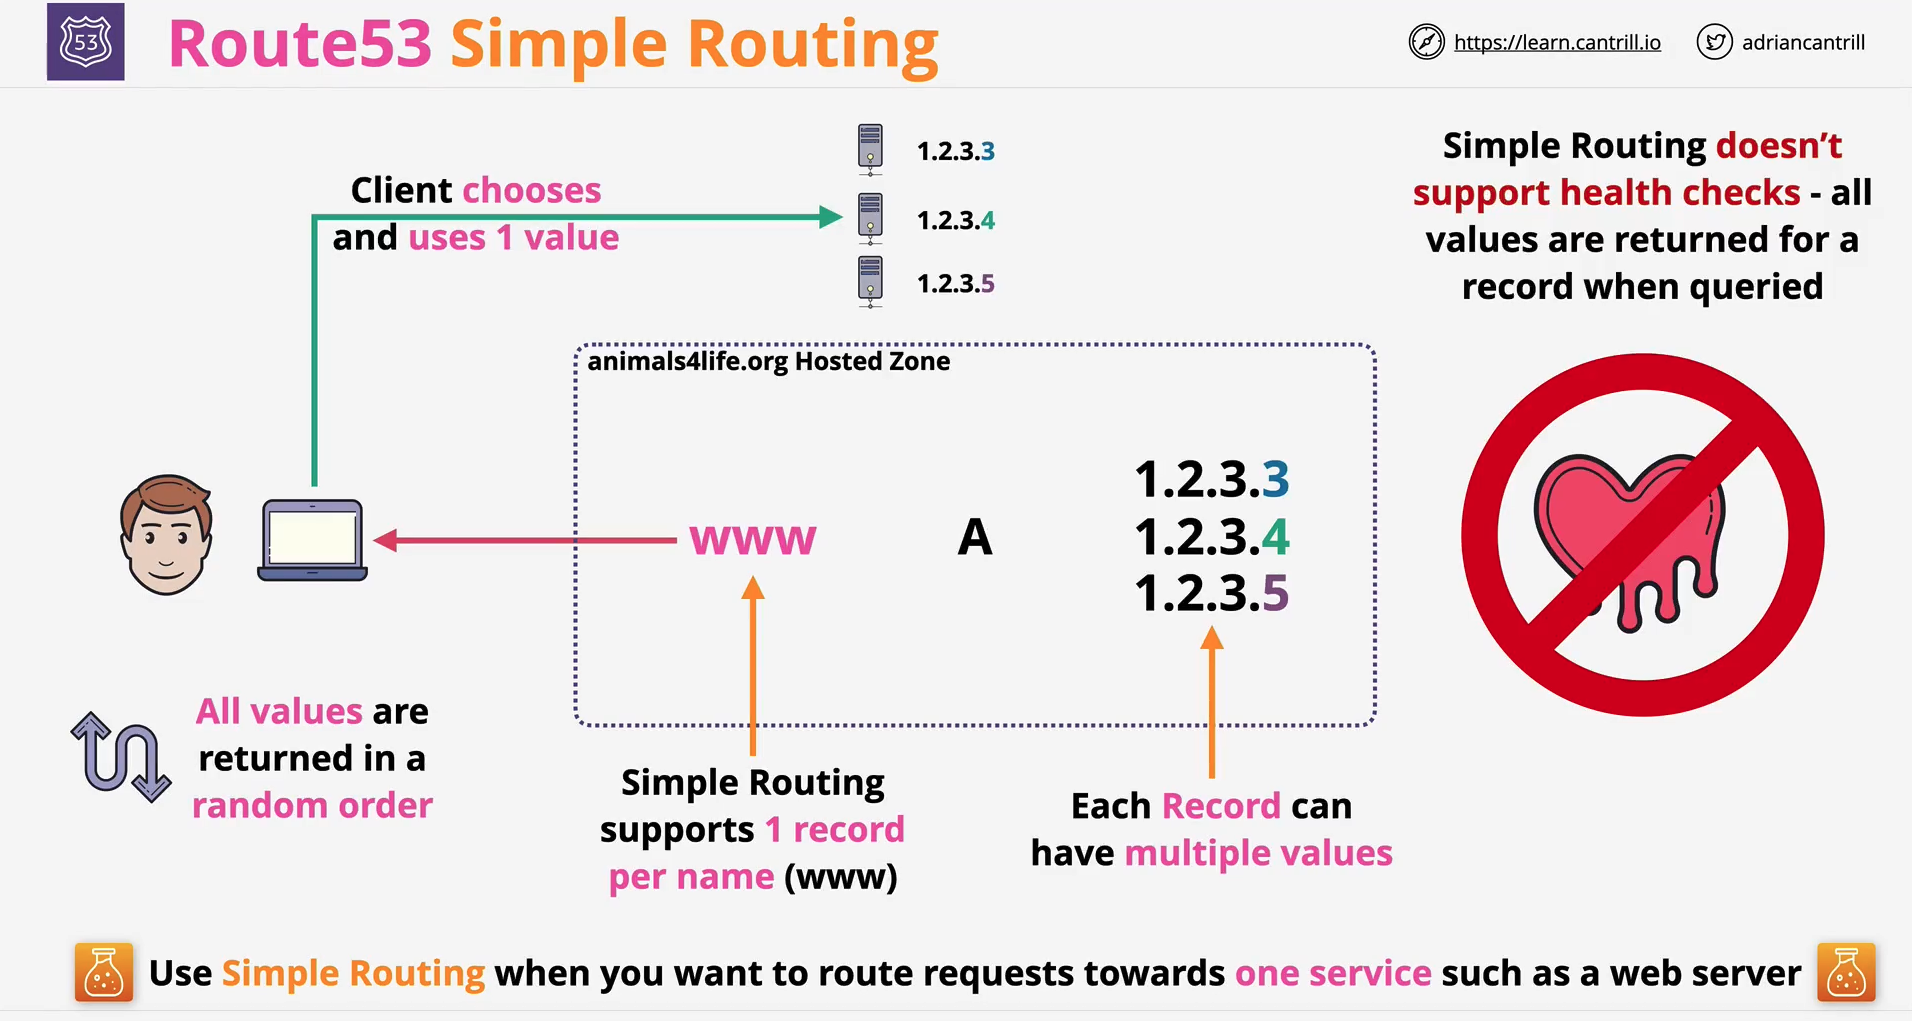 53
Route53 Simple Routing
https://learn.cantrill.io
adriancantrill
1.2.3.3
1.2.3.4
1.2.3.5
Client chooses
and uses 1 value
Simple Routing doesn’t
support health checks - all
values are returned for a
record when queried
animals4life.org Hosted Zone
www
A
1.2.3.3
1.2.3.4
1.2.3.5
All values are
returned in a
random order
Simple Routing
supports 1 record
per name (www)
Each Record can
have multiple values
Use Simple Routing when you want to route requests towards one service such as a web server